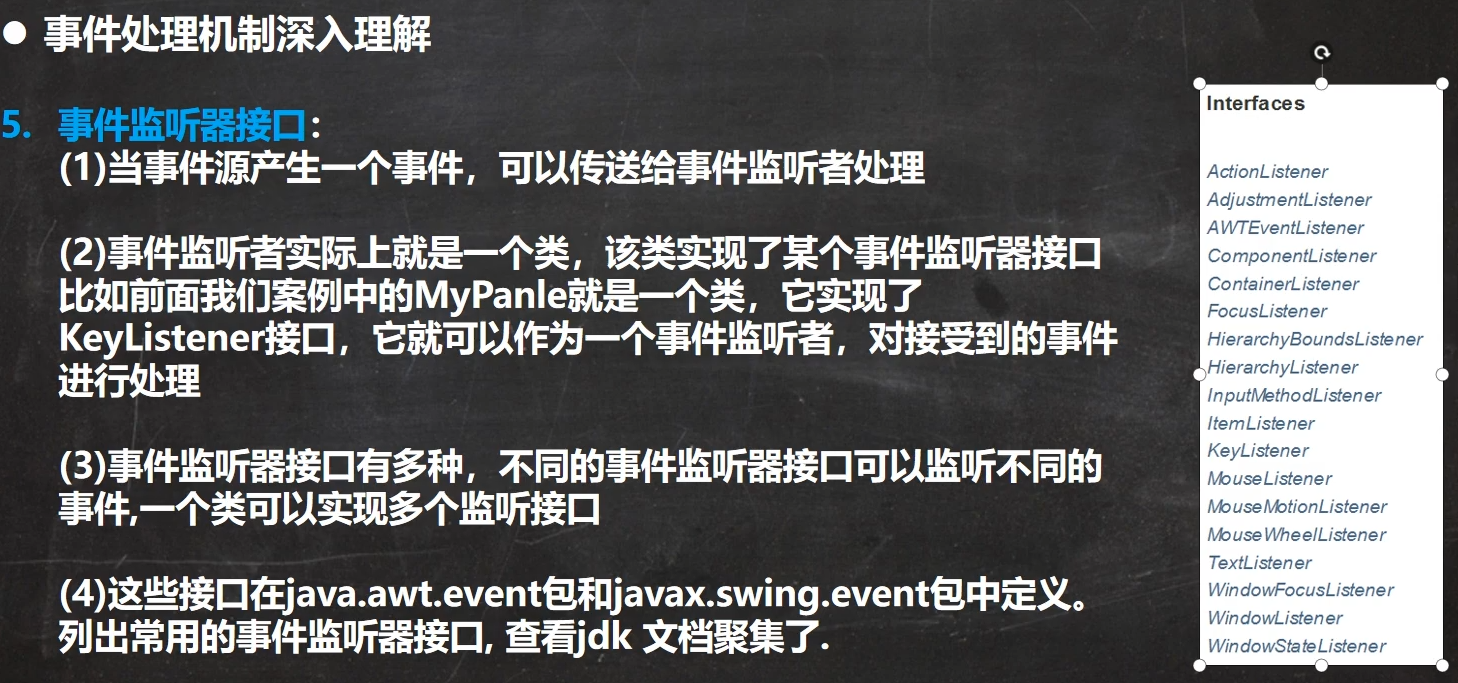 ● 事件处理机制深入理解
5. 事件监听器接口：
(1)当事件源产生一个事件，可以传送给事件监听者处理
(2)事件监听者实际上就是一个类，该类实现了某个事件监听器接口
比如前面我们案例中的MyPanle就是一个类，它实现了
KeyListener接口，它就可以作为一个事件监听者，对接受到的事件
进行处理
(3)事件监听器接口有多种，不同的事件监听器接口可以监听不同的
事件,一个类可以实现多个监听接口
(4)这些接口在java.awt.event包和javax.swing.event包中定义。
列出常用的事件监听器接口, 查看jdk 文档聚集了.
Interfaces
ActionListener
AdjustmentListener
AWTEventListener
ComponentListener
ContainerListener
FocusListener
HierarchyBoundsListener
HierarchyListener
InputMethodListener
ItemListener
KeyListener
MouseListener
MouseMotionListener
MouseWheelListener
TextListener
WindowFocusListener
WindowListener
WindowStateListener